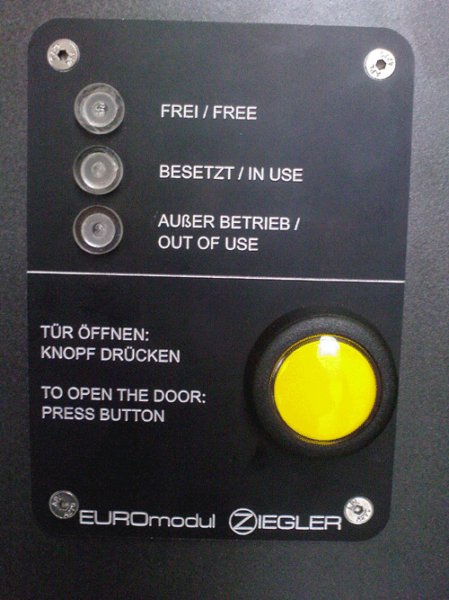 FREI / FREE
BESETZT / IN USE
AUßER BETRIEB /
OUT OF USE
TÜR ÖFFNEN:
KNOPF DRÜCKEN
TO OPEN THE DOOR:
PRESS BUTTON
EUROmodul ZIEGLER